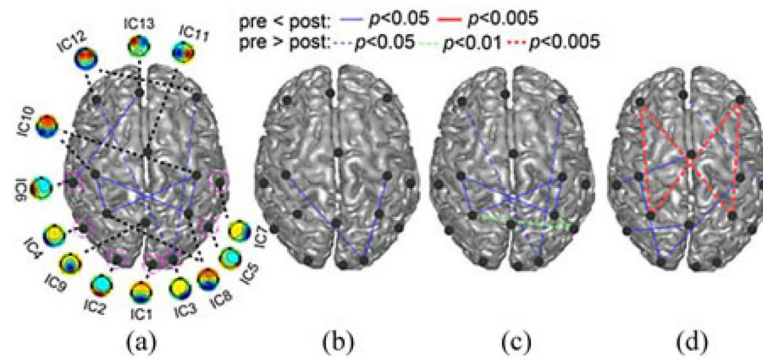 IC12
IC13
IC11
pre < post: p<0.05 p<0.005
pre > post: p<0.05 p<0.01 p<0.005
IC10
IC6
IC4
IC9
IC2
IC1
IC3
IC8
IC5
IC7
(a)
(b)
(c)
(d)